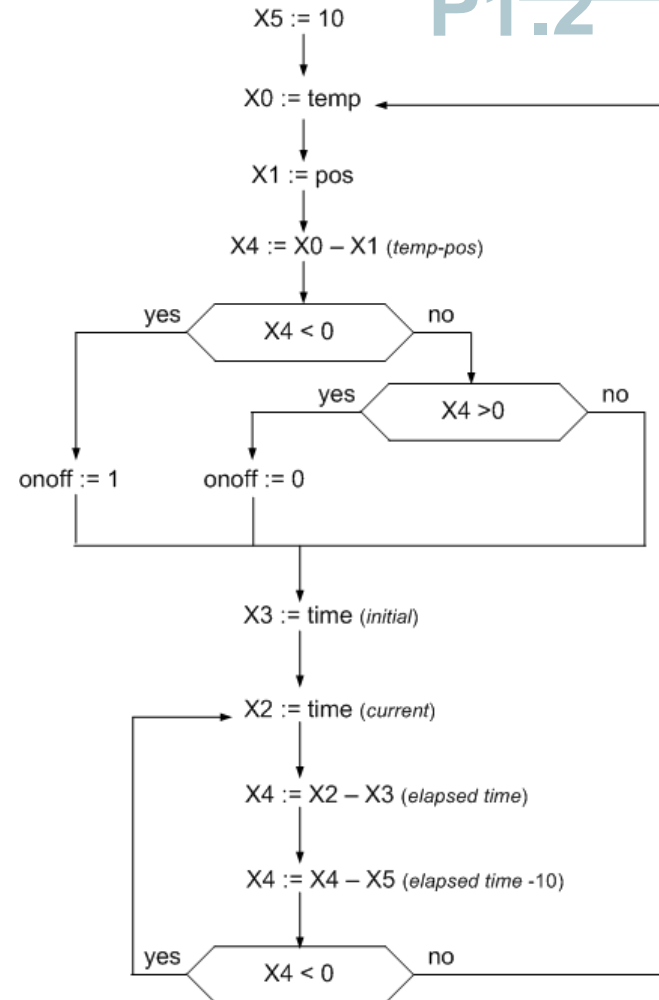 P1.2
X5 := 10
X0 := temp
X1 := pos
X4 := X0 – X1 (temp-pos)
yes
X4 < 0
no
yes
X4 >0
no
onoff := 1
onoff := 0
X3 := time (initial)
X2 := time (current)
X4 := X2 – X3 (elapsed time)
X4 := X4 – X5 (elapsed time -10)
yes
X4 < 0
no